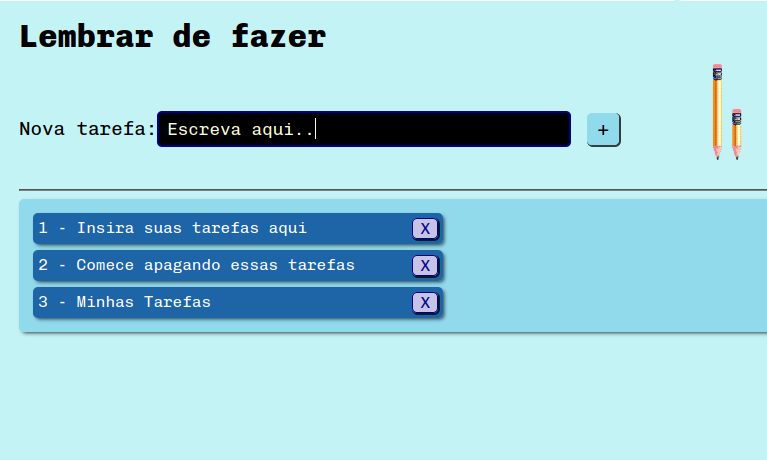 Lembrar de fazer
Nova tarefa: Escreva aqui.. +
1 - Insira suas tarefas aqui X
2 - Comece apagando essas tarefas X
3 - Minhas Tarefas X